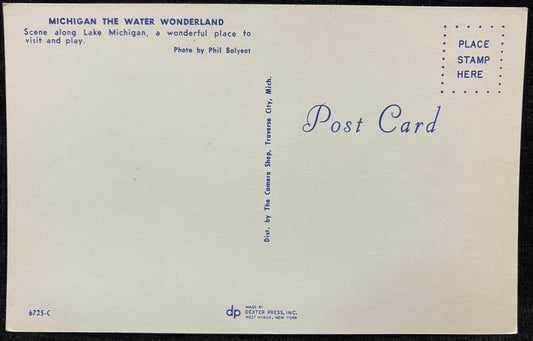 MICHIGAN THE WATER WONDERLAND
Scene along Lake Michigan, a wonderful place to
visit and play.
Photo by Phil Balyeat
PLACE
STAMP
HERE
Post Card
Dist. by The Camera Shop, Traverse City, Mich.
6735-C
dp
MADE BY
DEXTER PRESS, INC.
WEST NYACK, NEW YORK